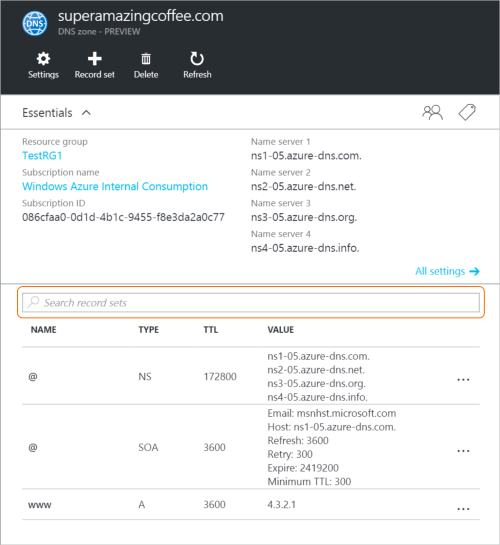 superamazingcoffee.com
DNS
DNS zone - PREVIEW
Settings
Record set
Delete
Refresh
Essentials
Resource group
TestRG1
Subscription name
Windows Azure Internal Consumption
Subscription ID
086cfaa0-0d1d-4b1c-9455-f8e3da2a0c77
Name server 1
ns1-05.azure-dns.com.
Name server 2
ns2-05.azure-dns.net.
Name server 3
ns3-05.azure-dns.org.
Name server 4
ns4-05.azure-dns.info.
All settings
Search record sets
NAME TYPE TTL VALUE
@ NS 172800
ns1-05.azure-dns.com.
ns2-05.azure-dns.net.
ns3-05.azure-dns.org.
ns4-05.azure-dns.info.
...
@ SOA 3600
Email: msnhst.microsoft.com
Host: ns1-05.azure-dns.com.
Refresh: 3600
Retry: 300
Expire: 2419200
Minimum TTL: 300
...
www A 3600 4.3.2.1 ...